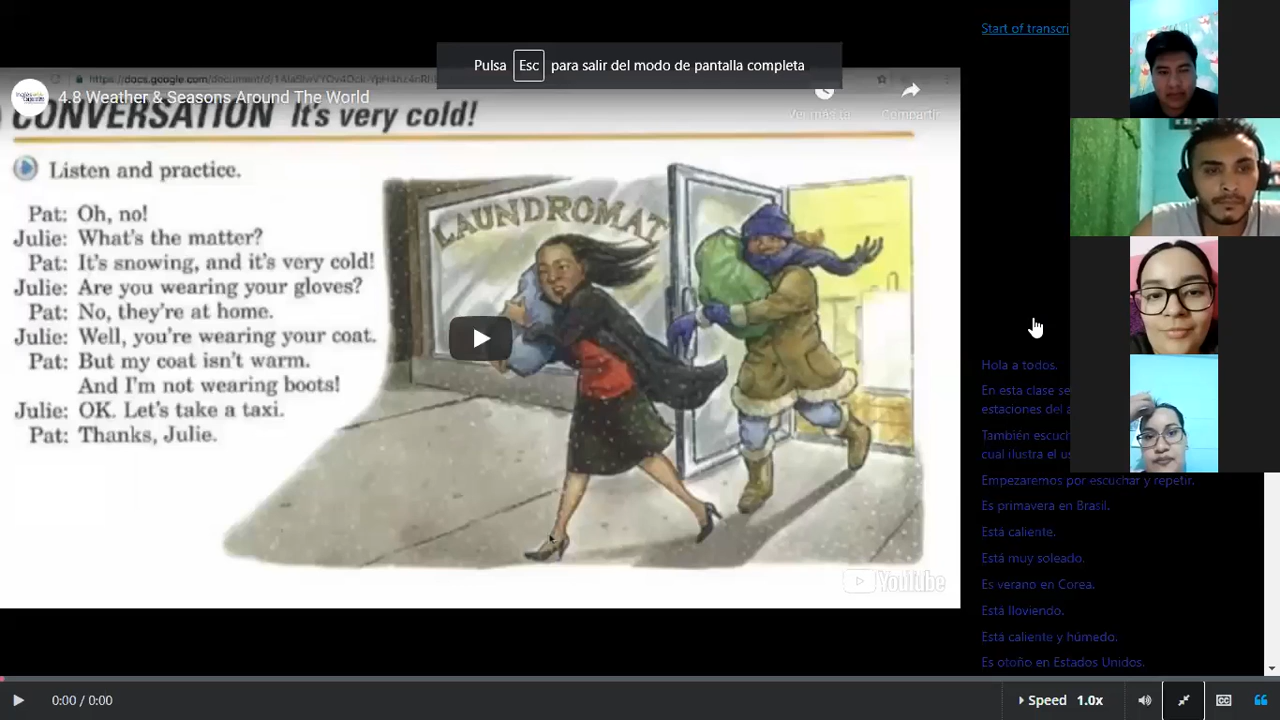 Start of transcri
Pulsa Esc para salir del modo de pantalla completa
4.8 Weather & Seasons Around The World
Compartir
CONVERSATION It's very cold!
Listen and practice.
LAUNDROMAT
Pat: Oh, no!
Julie: What's the matter?
Pat: It's snowing, and it's very cold!
Julie: Are you wearing your gloves?
Pat: No, they're at home.
Julie: Well, you're wearing your coat.
Pat: But my coat isn't warm.
And I'm not wearing boots!
Julie: OK. Let's take a taxi.
Pat: Thanks, Julie.
YouTube
Hola a todos.
En esta clase se
estaciones del a
También escuch
cual ilustra el u
Empezaremos por escuchar y repetir.
Es primavera en Brasil.
Está caliente.
Está muy soleado.
Es verano en Corea.
Está lloviendo.
Está caliente y húmedo.
Es otoño en Estados Unidos.
0:00 / 0:00
Speed 1.0x
CC